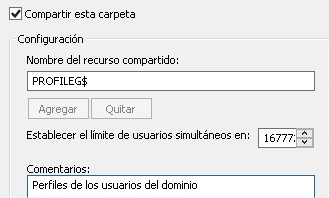 Compartir esta carpeta
Configuración
Nombre del recurso compartido:
PROFILEG$
Agregar Quitar
Establecer el límite de usuarios simultáneos en:
Comentarios:
Perfiles de los usuarios del dominio